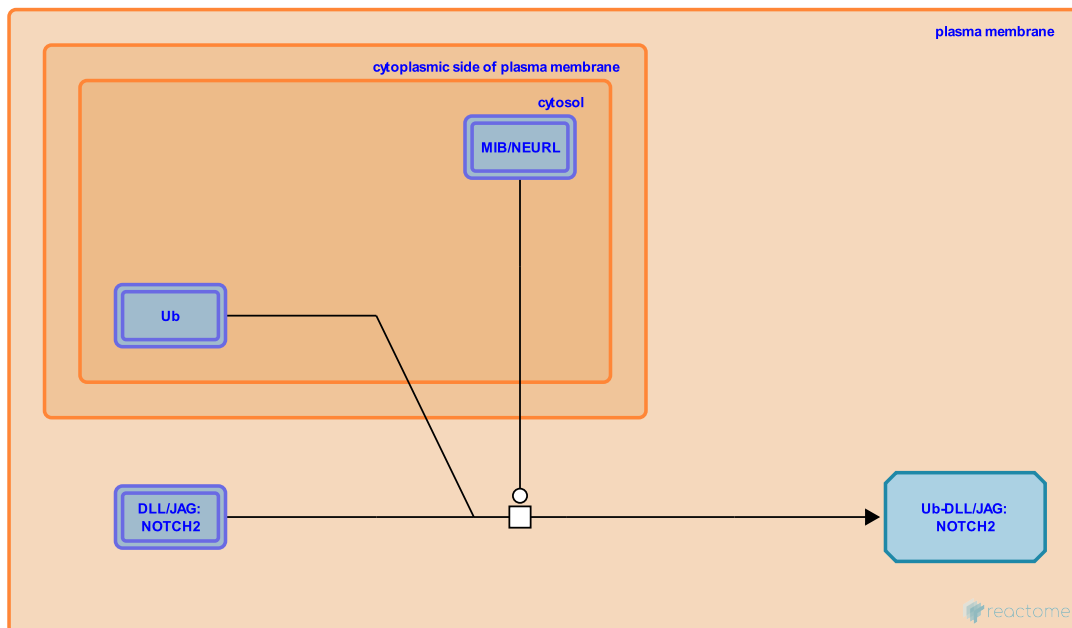 plasma membrane
cytoplasmic side of plasma membrane
cytosol
MIB/NEURL
Ub
DLL/JAG:
NOTCH2
Ub-DLL/JAG:
NOTCH2
reactome